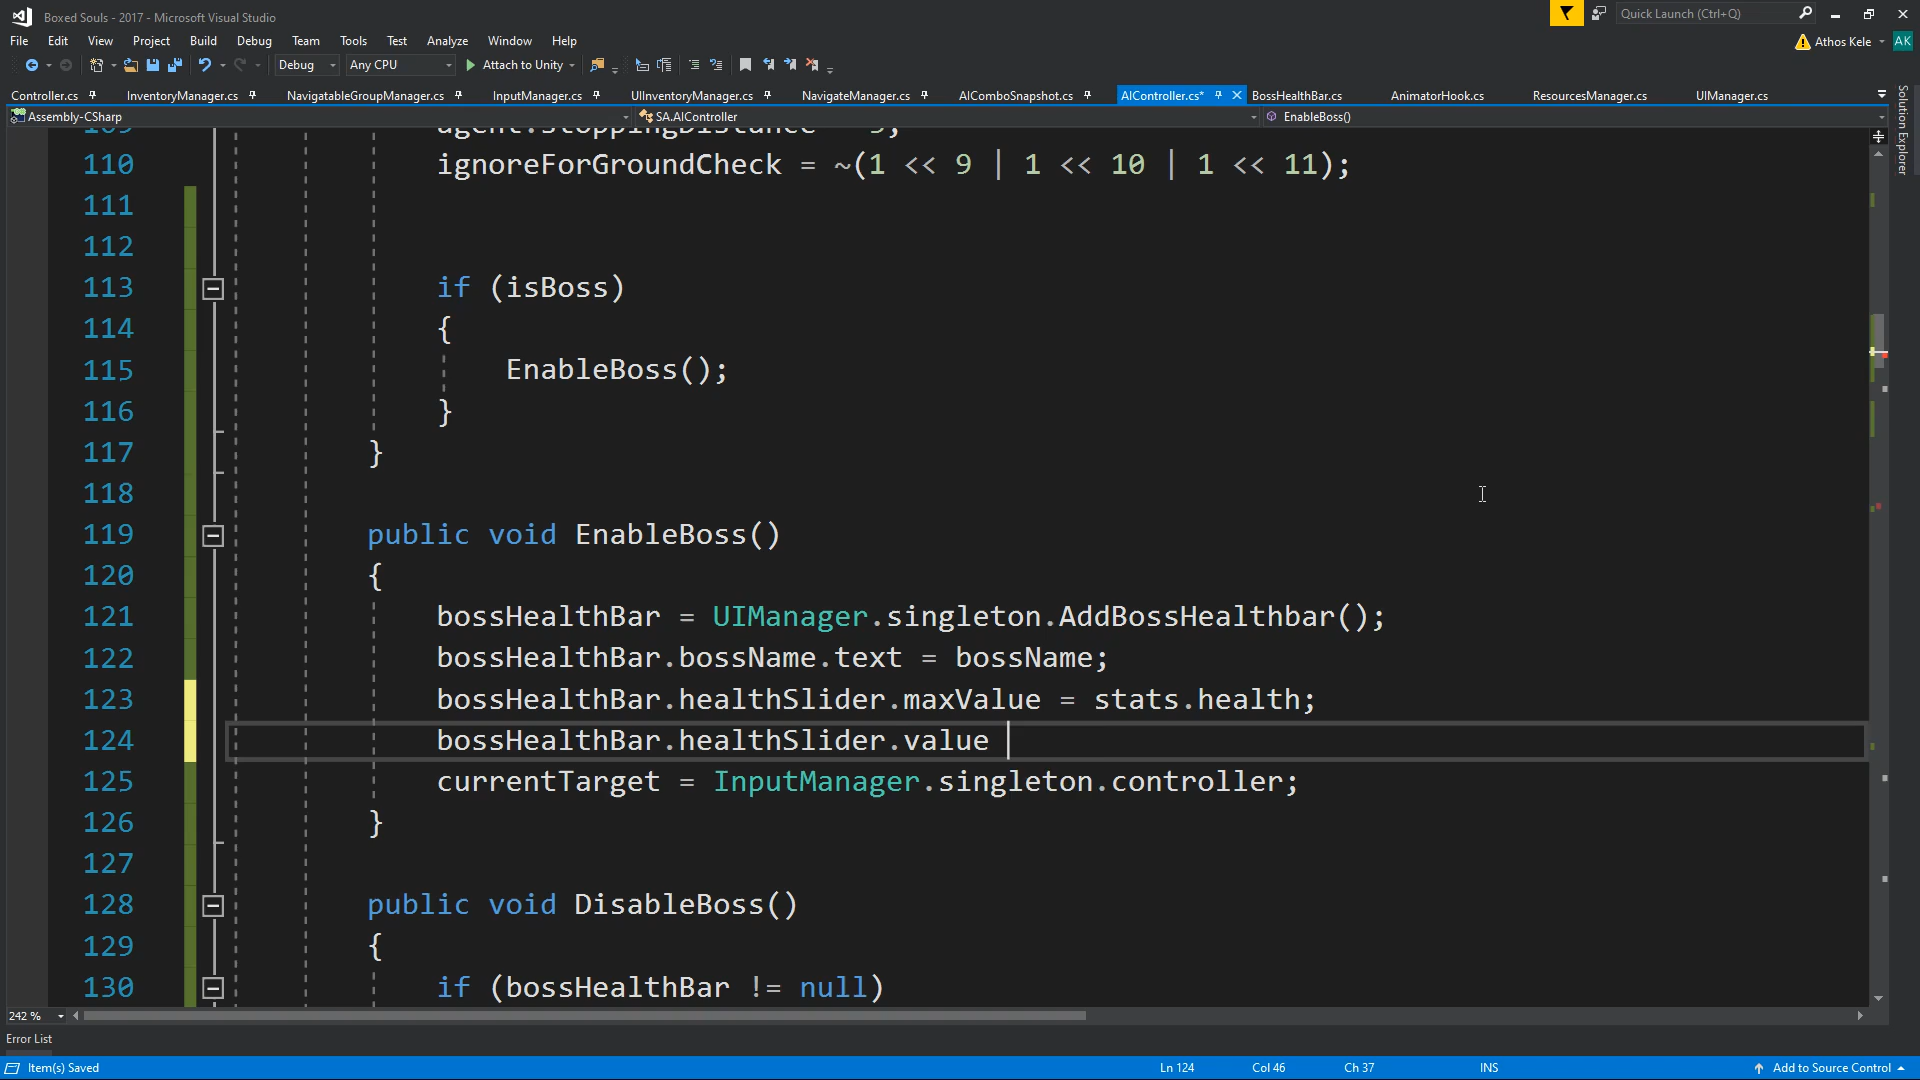 Boxed Souls - 2017 - Microsoft Visual Studio
Quick Launch (Ctrl+Q)
File Edit View Project Build Debug Team Tools Test Analyze Window Help
Athos Kele AK
Debug Any CPU Attach to Unity
Controller.cs InventoryManager.cs NavigatableGroupManager.cs InputManager.cs UIInventoryManager.cs NavigateManager.cs AIComboSnapshot.cs AIController.cs* BossHealthBar.cs AnimatorHook.cs ResourcesManager.cs UIManager.cs
Solution Explorer
Assembly-CSharp SA.AIController EnableBoss()
109 agent.stoppingDistance
110 ignoreForGroundCheck = ~(1 << 9 | 1 << 10 | 1 << 11);
111
112
113 if (isBoss)
114 {
115 EnableBoss();
116 }
117 }
118
119 public void EnableBoss()
120 {
121 bossHealthBar = UIManager.singleton.AddBossHealthbar();
122 bossHealthBar.bossName.text = bossName;
123 bossHealthBar.healthSlider.maxValue = stats.health;
124 bossHealthBar.healthSlider.value
125 currentTarget = InputManager.singleton.controller;
126 }
127
128 public void DisableBoss()
129 {
130 if (bossHealthBar != null)
242 %
Error List
Item(s) Saved Ln 124 Col 46 Ch 37 INS Add to Source Control